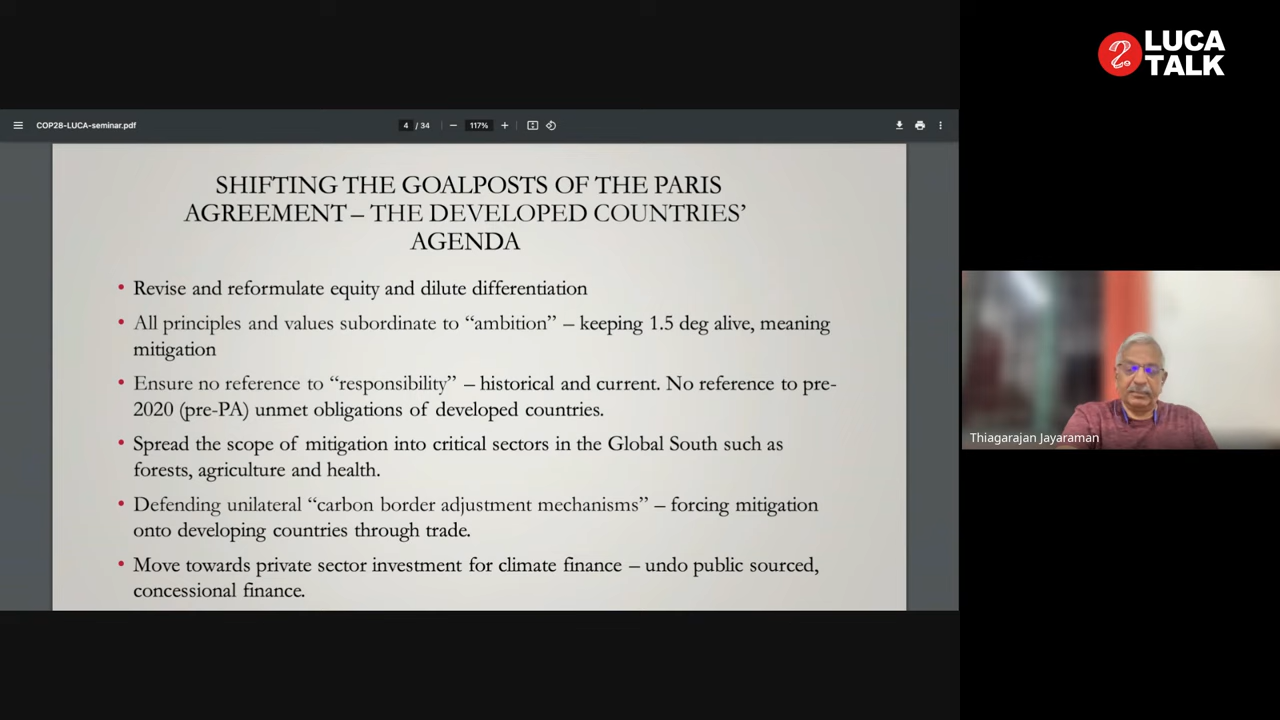 LUCA
TALK
COP28-LUCA-seminar.pdf
4 / 34
117%
SHIFTING THE GOALPOSTS OF THE PARIS
AGREEMENT – THE DEVELOPED COUNTRIES’
AGENDA
• Revise and reformulate equity and dilute differentiation
• All principles and values subordinate to “ambition” – keeping 1.5 deg alive, meaning
mitigation
• Ensure no reference to “responsibility” – historical and current. No reference to pre-
2020 (pre-PA) unmet obligations of developed countries.
• Spread the scope of mitigation into critical sectors in the Global South such as
forests, agriculture and health.
• Defending unilateral “carbon border adjustment mechanisms” – forcing mitigation
onto developing countries through trade.
• Move towards private sector investment for climate finance – undo public sourced,
concessional finance.
Thiagarajan Jayaraman